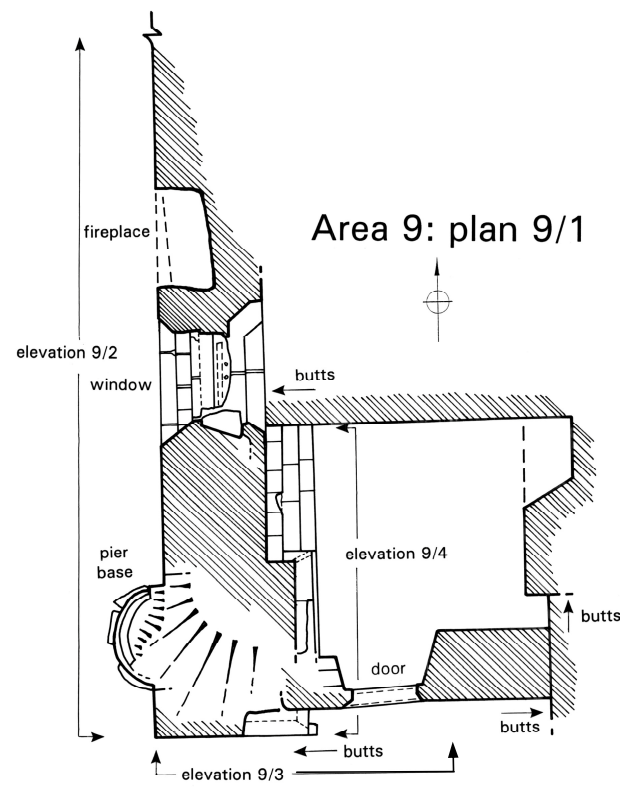 Area 9: plan 9/1
fireplace
elevation 9/2
window
butts
elevation 9/4
pier
base
butts
door
butts
butts
elevation 9/3